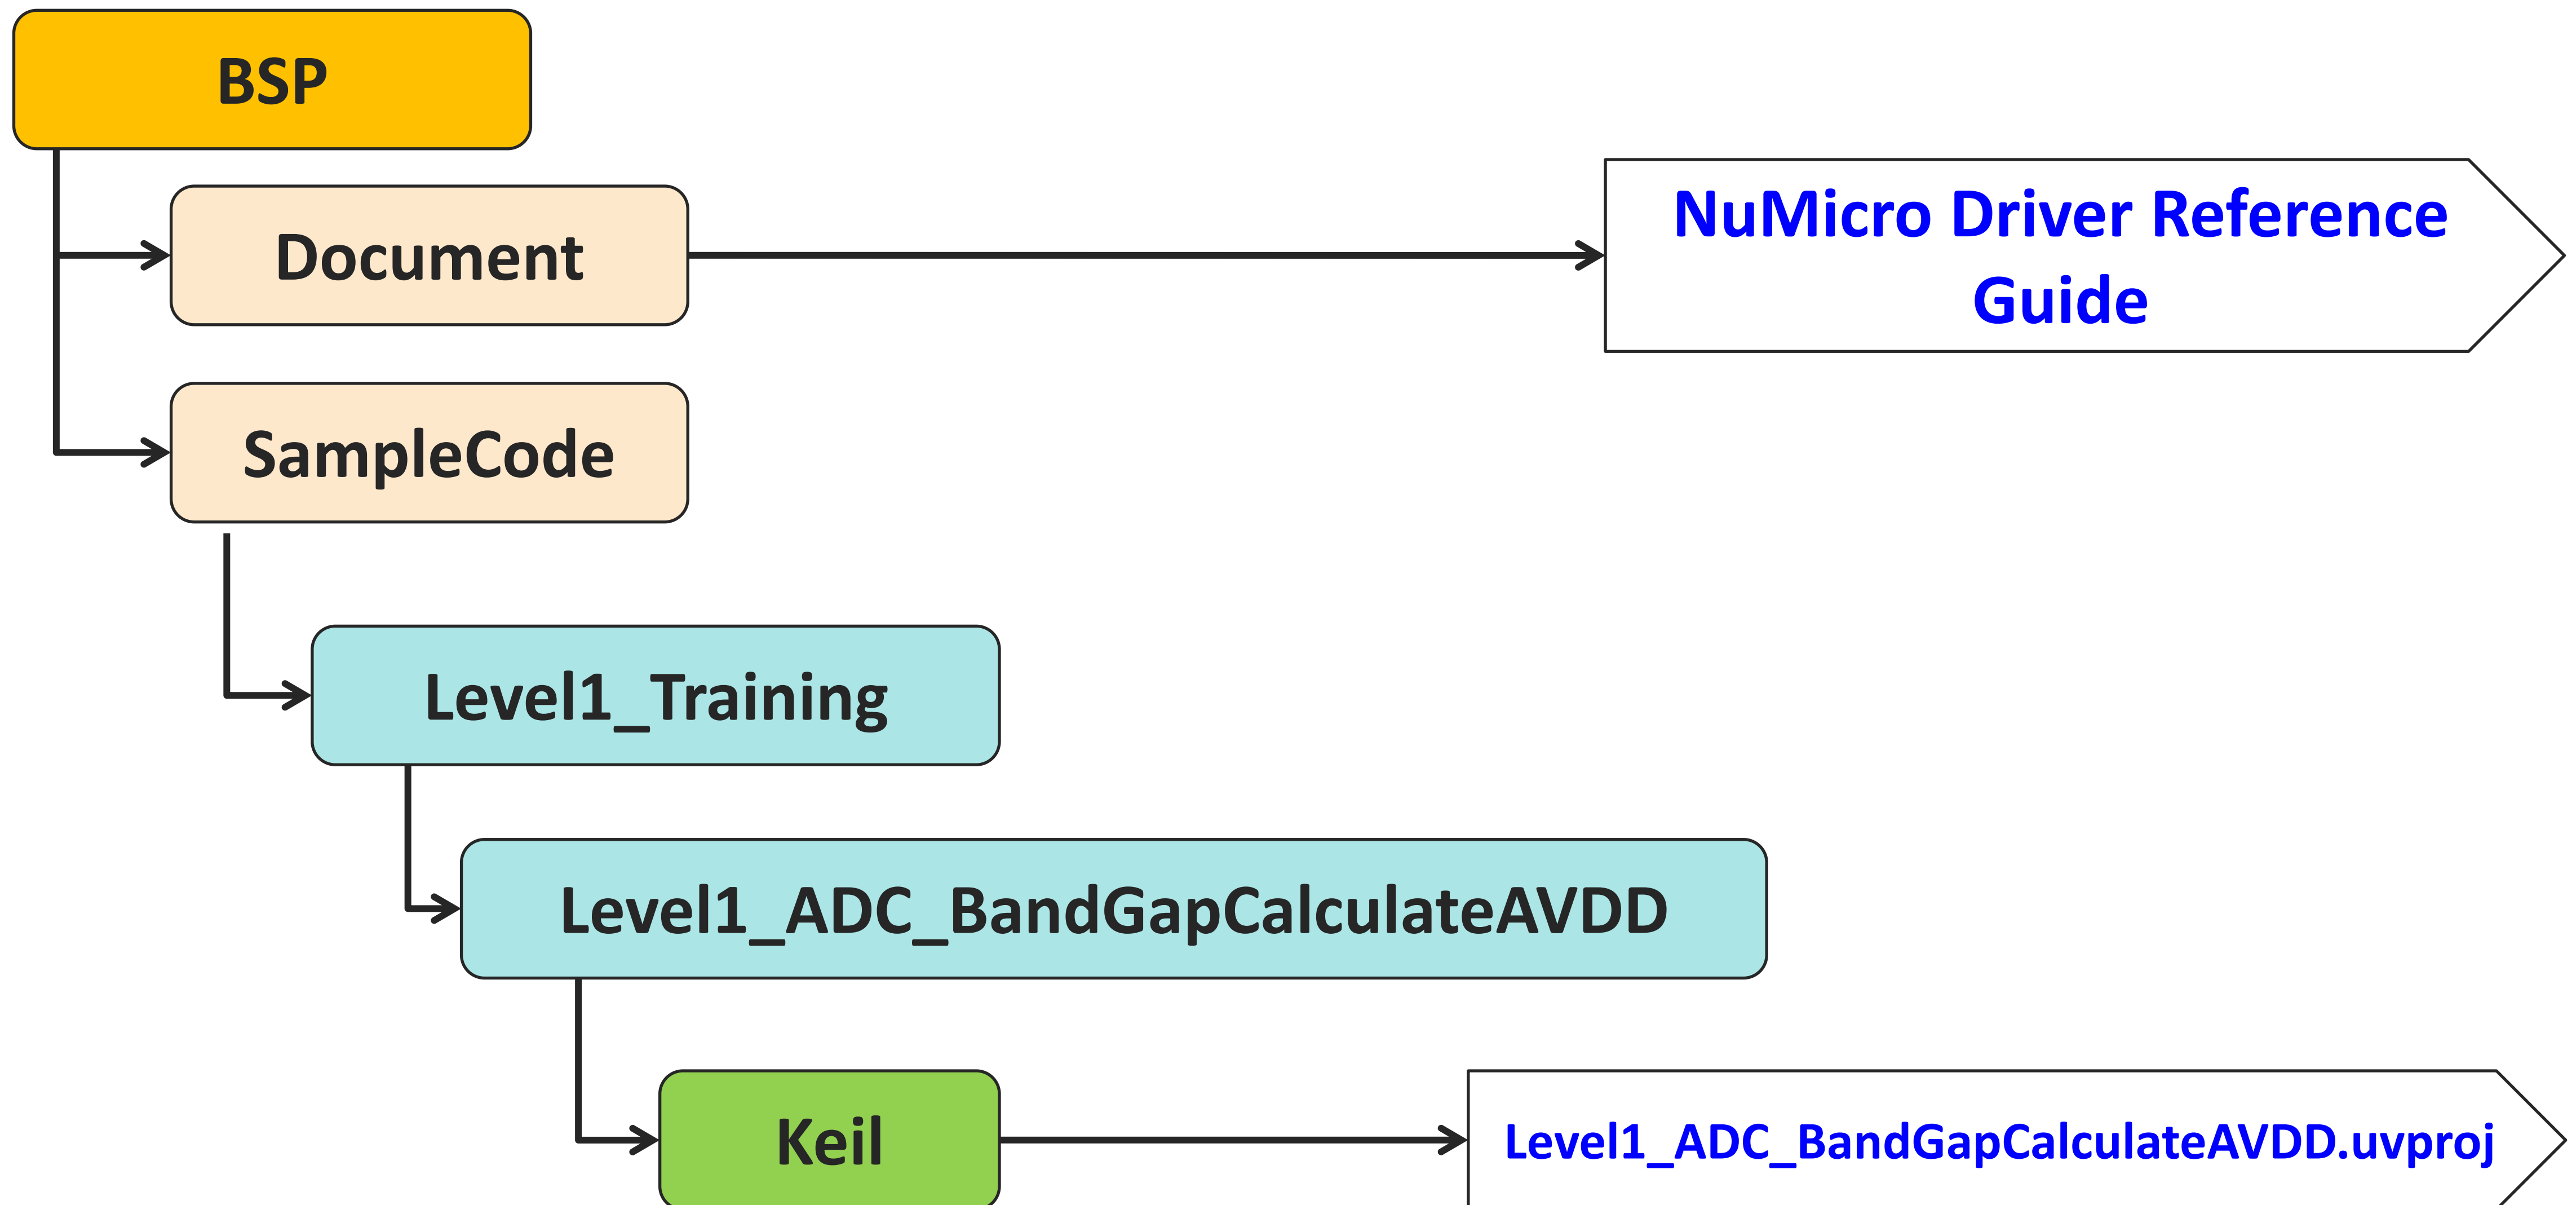 BSP
Document
NuMicro Driver Reference
Guide
SampleCode
Level1_Training
Level1_ADC_BandGapCalculateAVDD
Keil
Level1_ADC_BandGapCalculateAVDD.uvproj